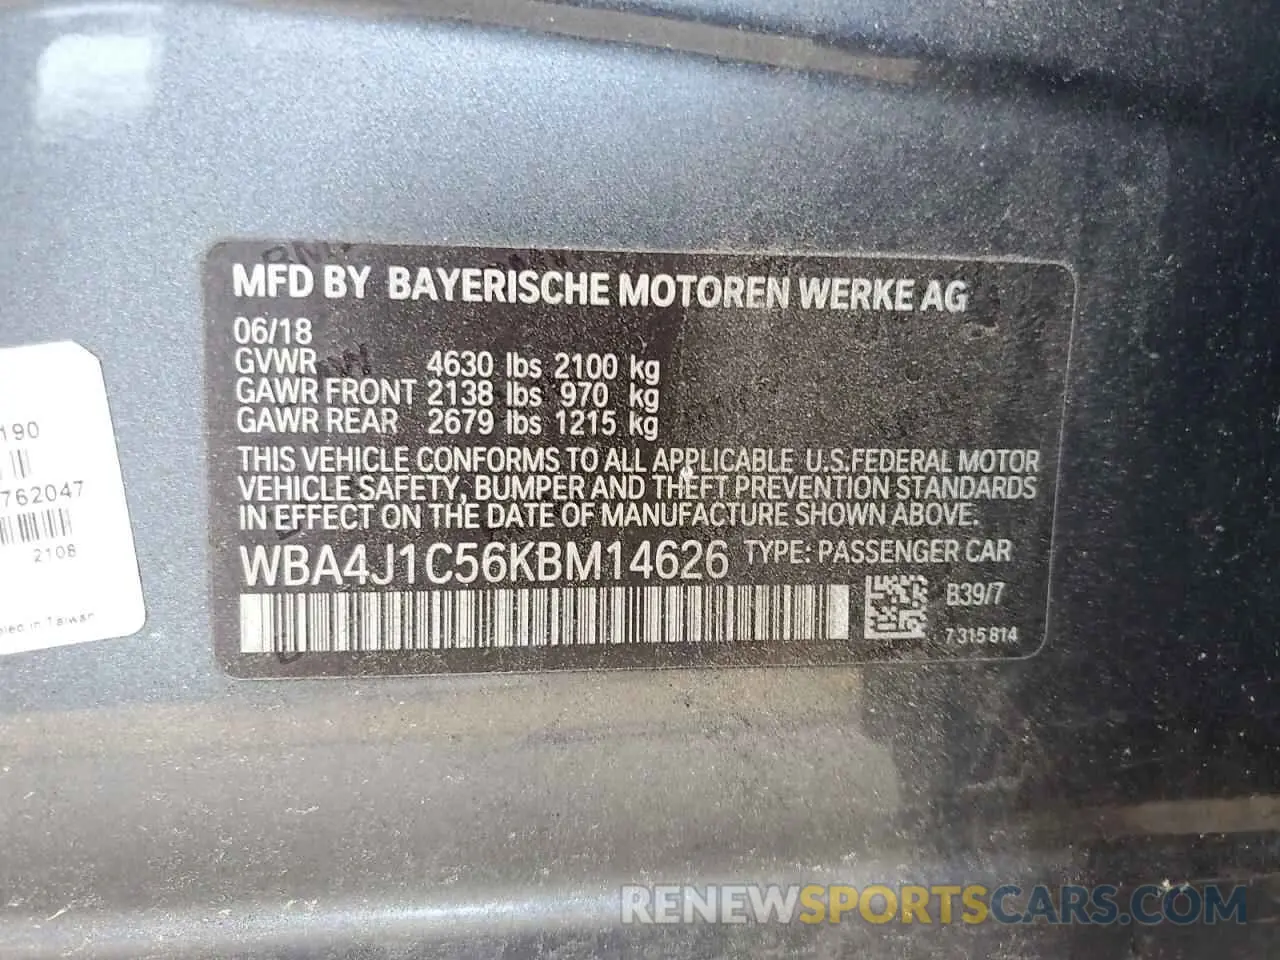 MFD BY BAYERISCHE MOTOREN WERKE AG
06/18
GVWR 4630 lbs 2100 kg
GAWR FRONT 2138 lbs 970 kg
GAWR REAR 2679 lbs 1215 kg
THIS VEHICLE CONFORMS TO ALL APPLICABLE U.S.FEDERAL MOTOR
VEHICLE SAFETY, BUMPER AND THEFT PREVENTION STANDARDS
IN EFFECT ON THE DATE OF MANUFACTURE SHOWN ABOVE.
WBA4J1C56KBM14626 TYPE: PASSENGER CAR
B39/7
7 315 814
190
762047
2108
in Taiwan
RENEWSPORTSCARS.COM